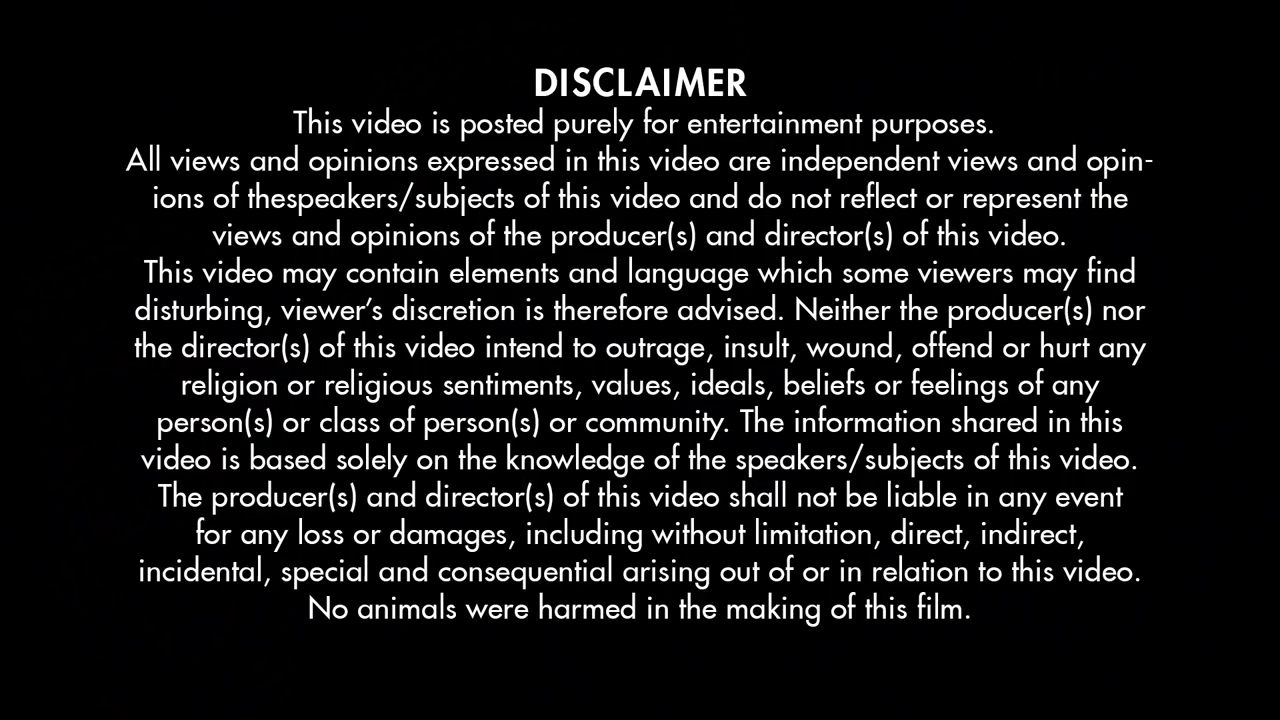 DISCLAIMER
This video is posted purely for entertainment purposes.
All views and opinions expressed in this video are independent views and opin-
ions of thespeakers/subjects of this video and do not reflect or represent the
views and opinions of the producer(s) and director(s) of this video.
This video may contain elements and language which some viewers may find
disturbing, viewer’s discretion is therefore advised. Neither the producer(s) nor
the director(s) of this video intend to outrage, insult, wound, offend or hurt any
religion or religious sentiments, values, ideals, beliefs or feelings of any
person(s) or class of person(s) or community. The information shared in this
video is based solely on the knowledge of the speakers/subjects of this video.
The producer(s) and director(s) of this video shall not be liable in any event
for any loss or damages, including without limitation, direct, indirect,
incidental, special and consequential arising out of or in relation to this video.
No animals were harmed in the making of this film.